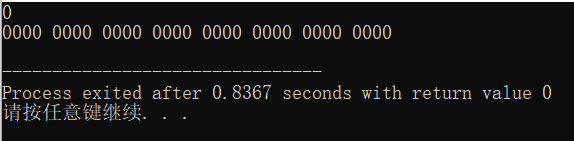 0
0000 0000 0000 0000 0000 0000 0000 0000
--------------------------------
Process exited after 0.8367 seconds with return value 0
请按任意键继续. . .